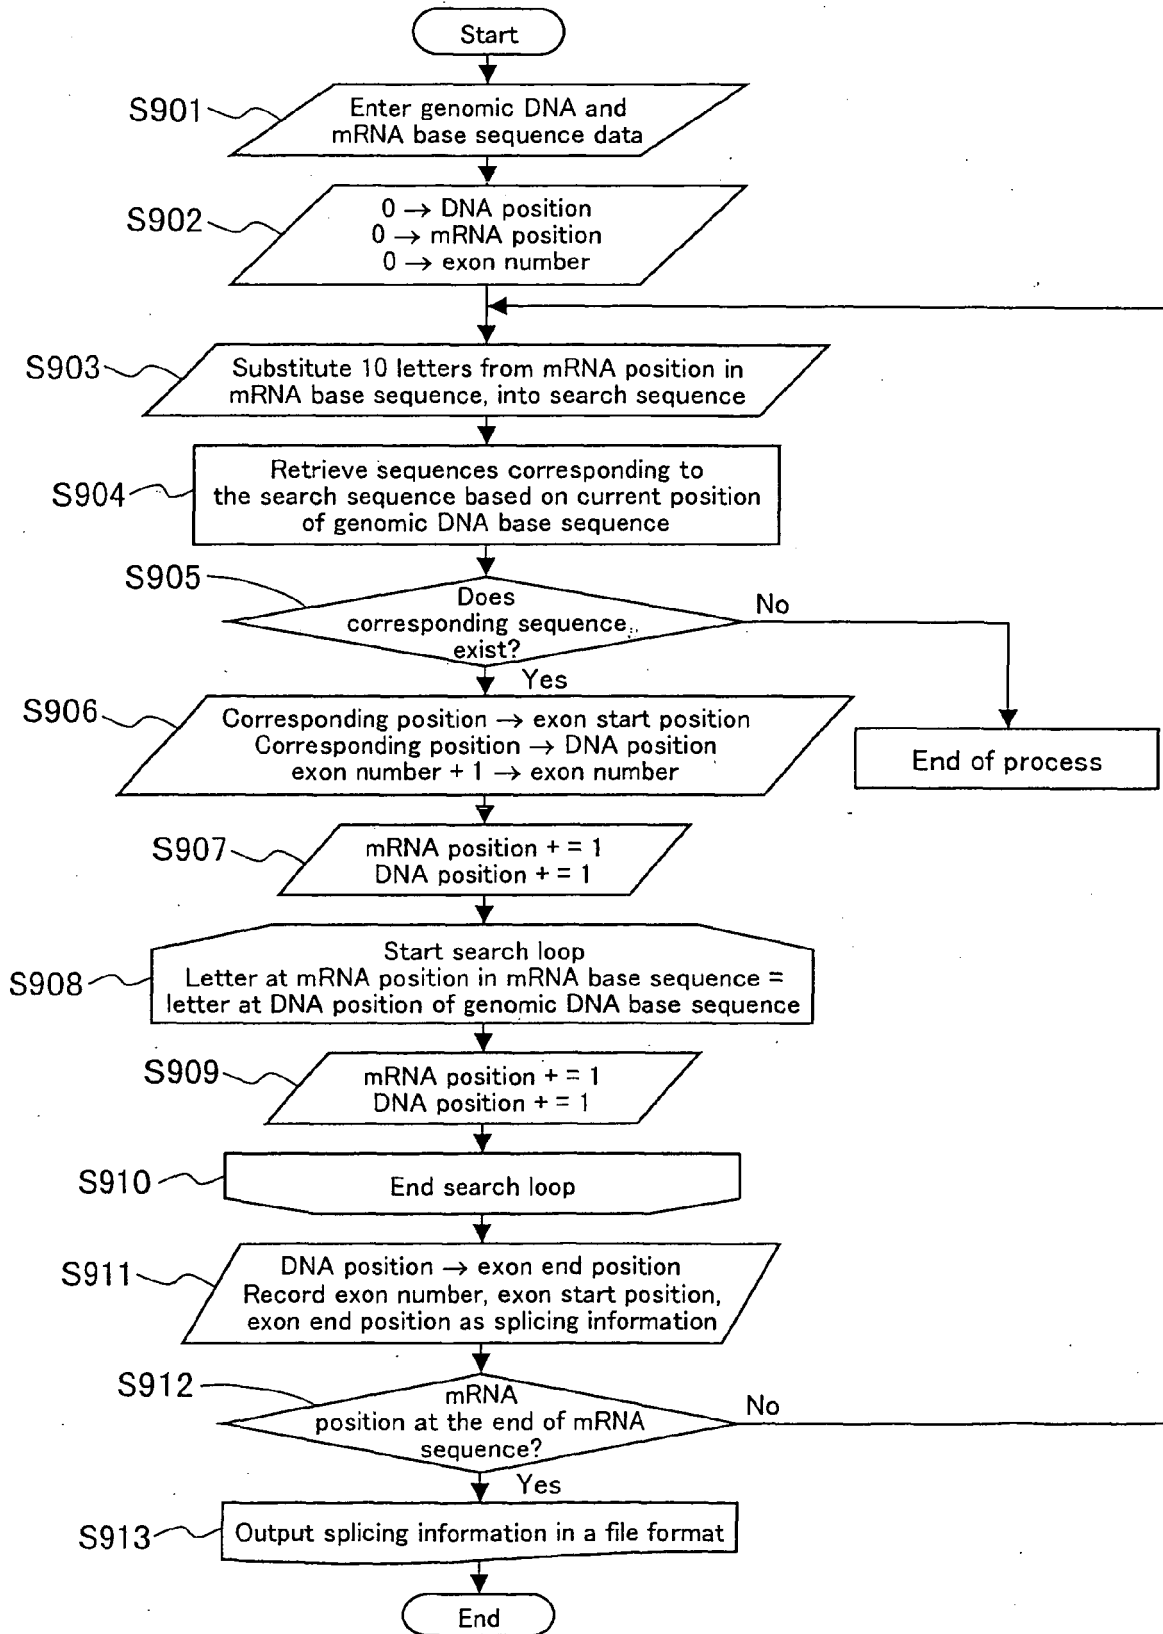 Start
S901
Enter genomic DNA and
mRNA base sequence data
S902
0 → DNA position
0 → mRNA position
0 → exon number
S903
Substitute 10 letters from mRNA position in
mRNA base sequence, into search sequence
S904
Retrieve sequences corresponding to
the search sequence based on current position
of genomic DNA base sequence
S905
Does
corresponding sequence
exist?
No
Yes
S906
Corresponding position → exon start position
Corresponding position → DNA position
exon number + 1 → exon number
End of process
S907
mRNA position + = 1
DNA position + = 1
S908
Start search loop
Letter at mRNA position in mRNA base sequence =
letter at DNA position of genomic DNA base sequence
S909
mRNA position + = 1
DNA position + = 1
S910
End search loop
S911
DNA position → exon end position
Record exon number, exon start position,
exon end position as splicing information
S912
mRNA
position at the end of mRNA
sequence?
No
Yes
S913
Output splicing information in a file format
End